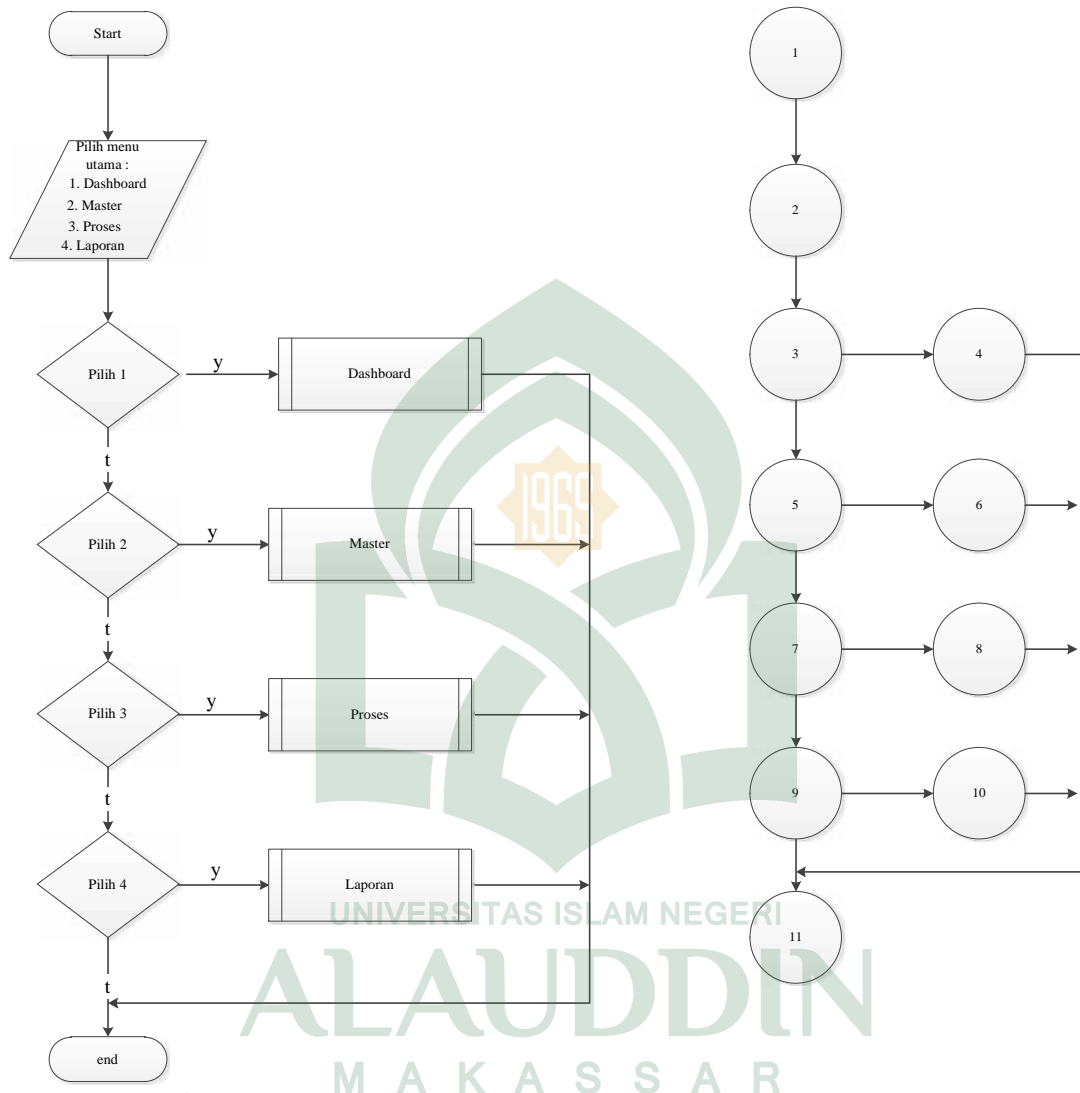 Start
Pilih menu
utama :
1. Dashboard
2. Master
3. Proses
4. Laporan
Pilih 1
y
Dashboard
t
Pilih 2
y
Master
t
Pilih 3
y
Proses
t
Pilih 4
y
Laporan
t
end
1
2
3
4
5
6
7
8
9
10
11
1965
UNIVERSITAS ISLAM NEGERI
ALAUDDIN
MAKASSAR